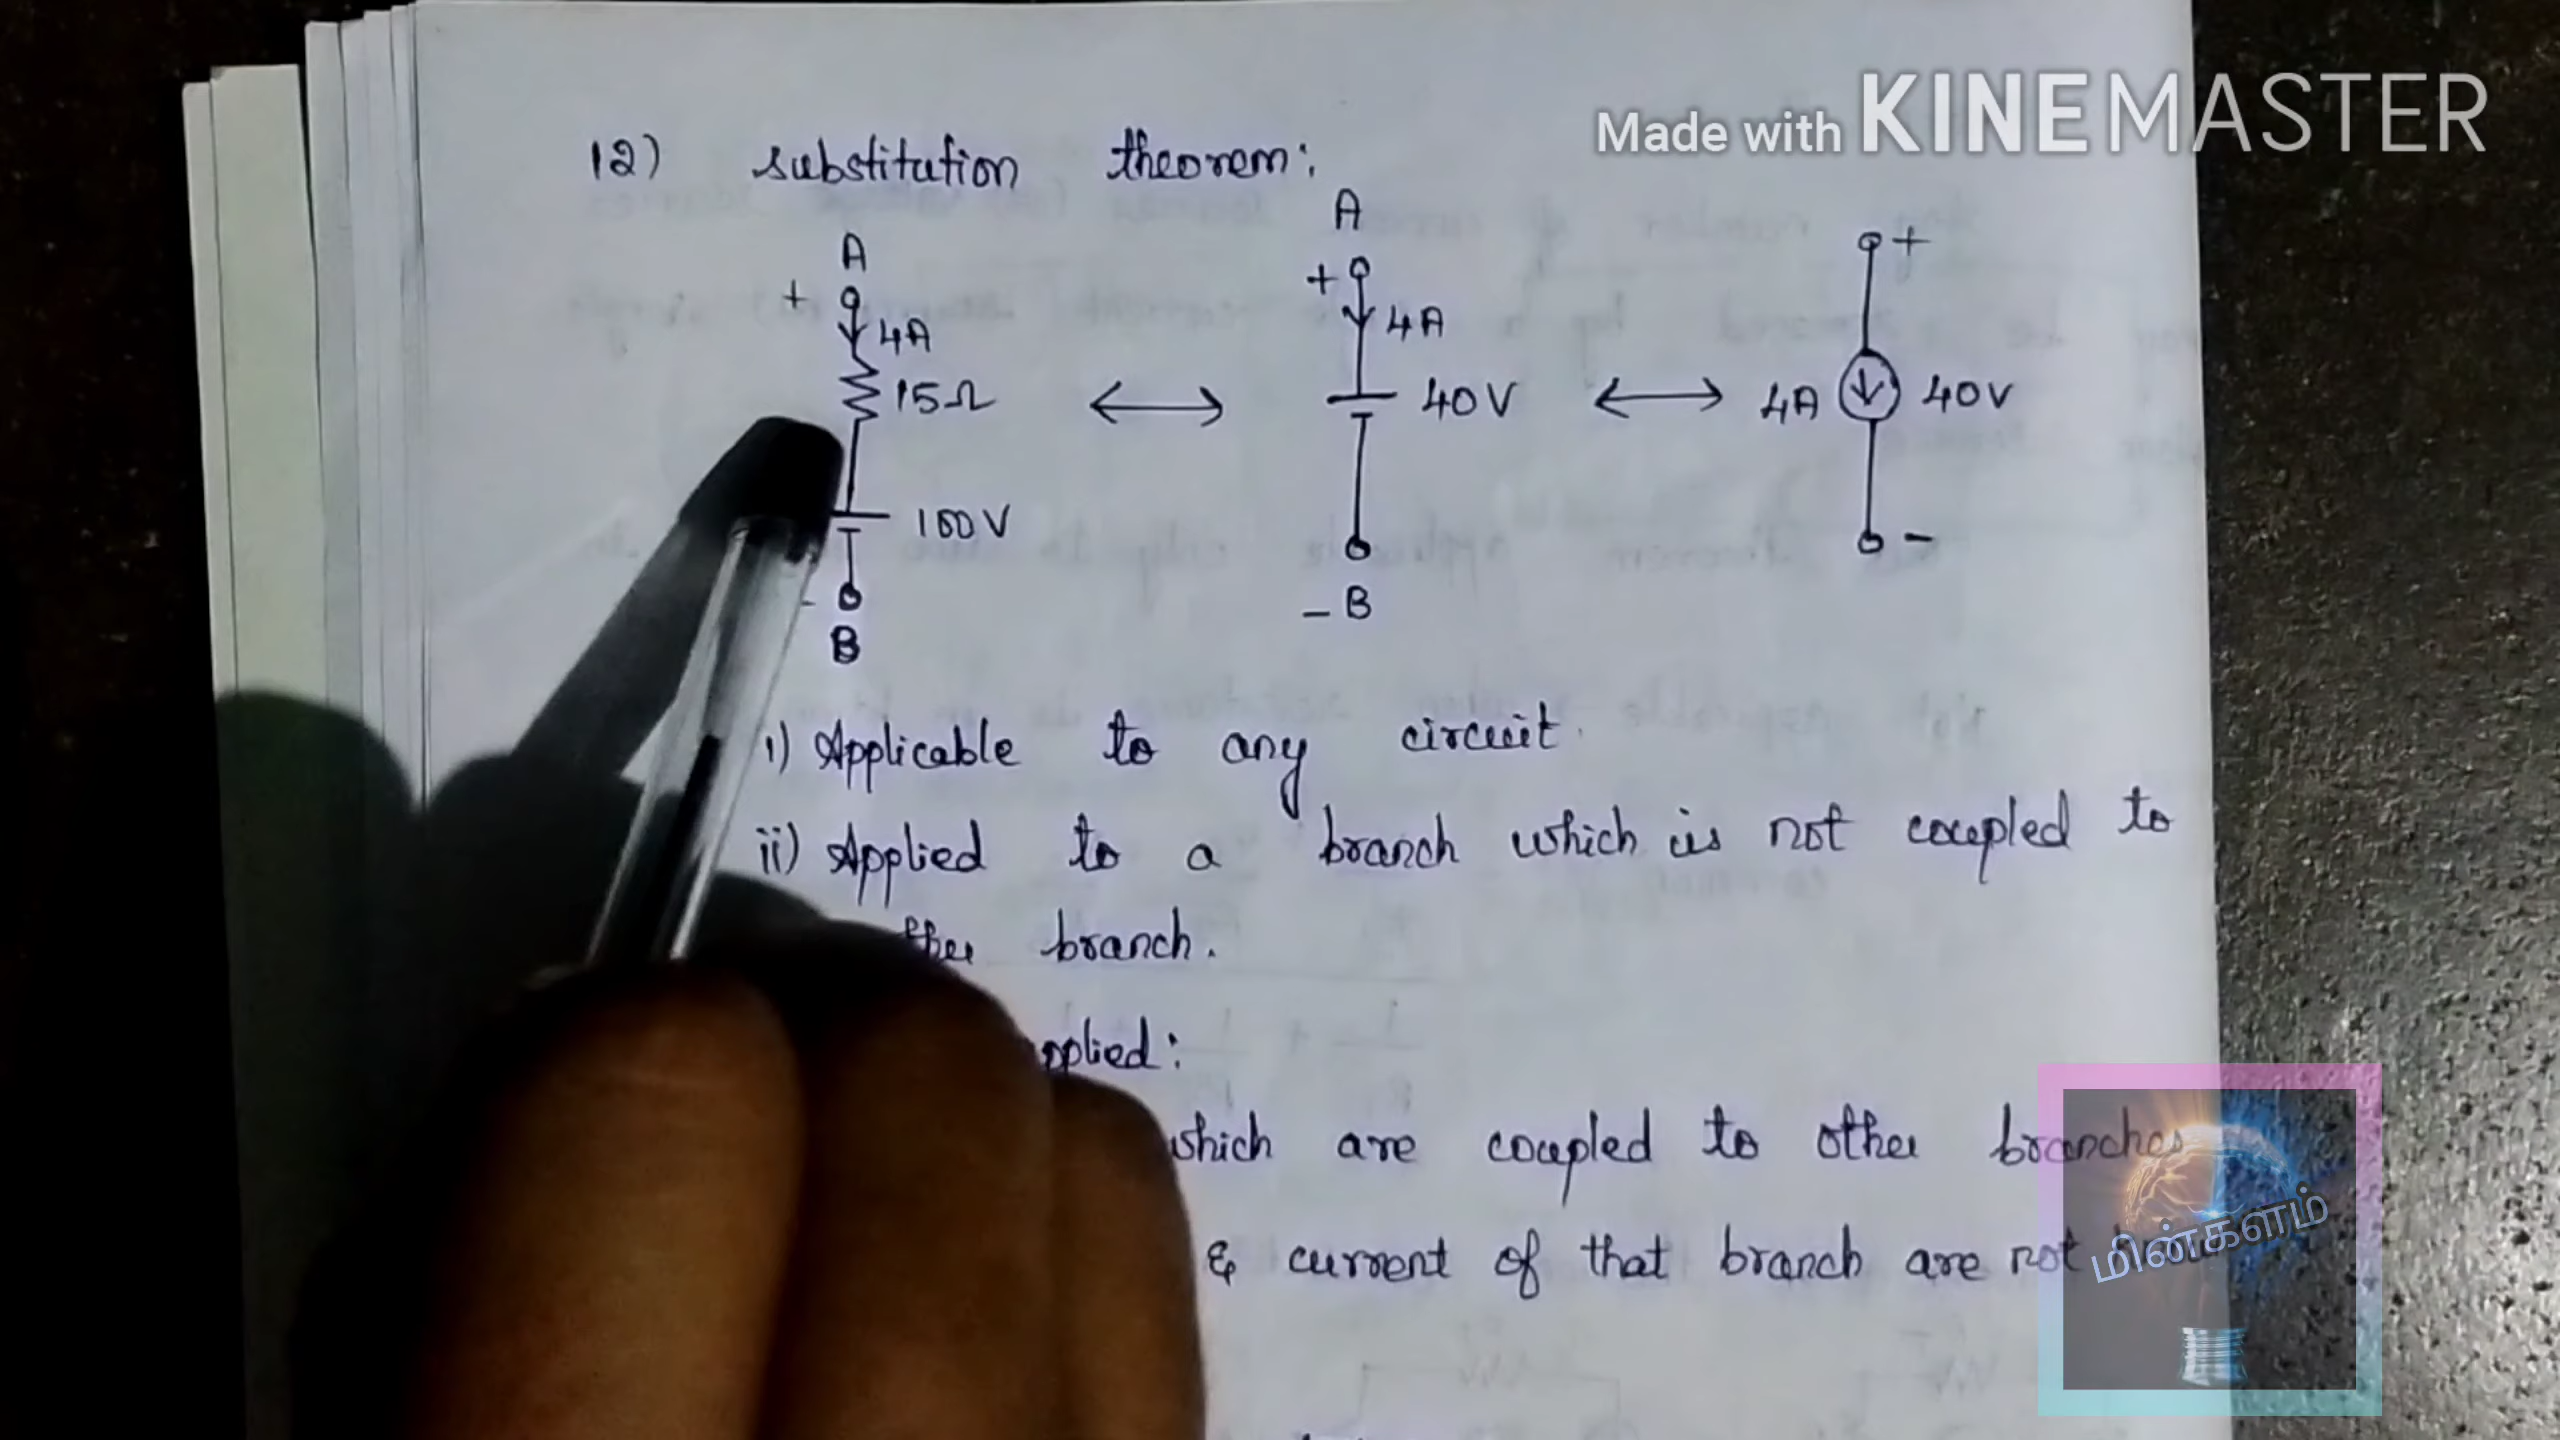 Made with KINEMASTER
12) substitution theorem:
A
+
4A
15Ω
100V
-
B
A
+
4A
40V
- B
+
4A
40V
-
i) Applicable to any circuit.
ii) Applied to a branch which is not coupled to
branch.
pplied:
which are coupled to other branches
& current of that branch are not
மின்களம்